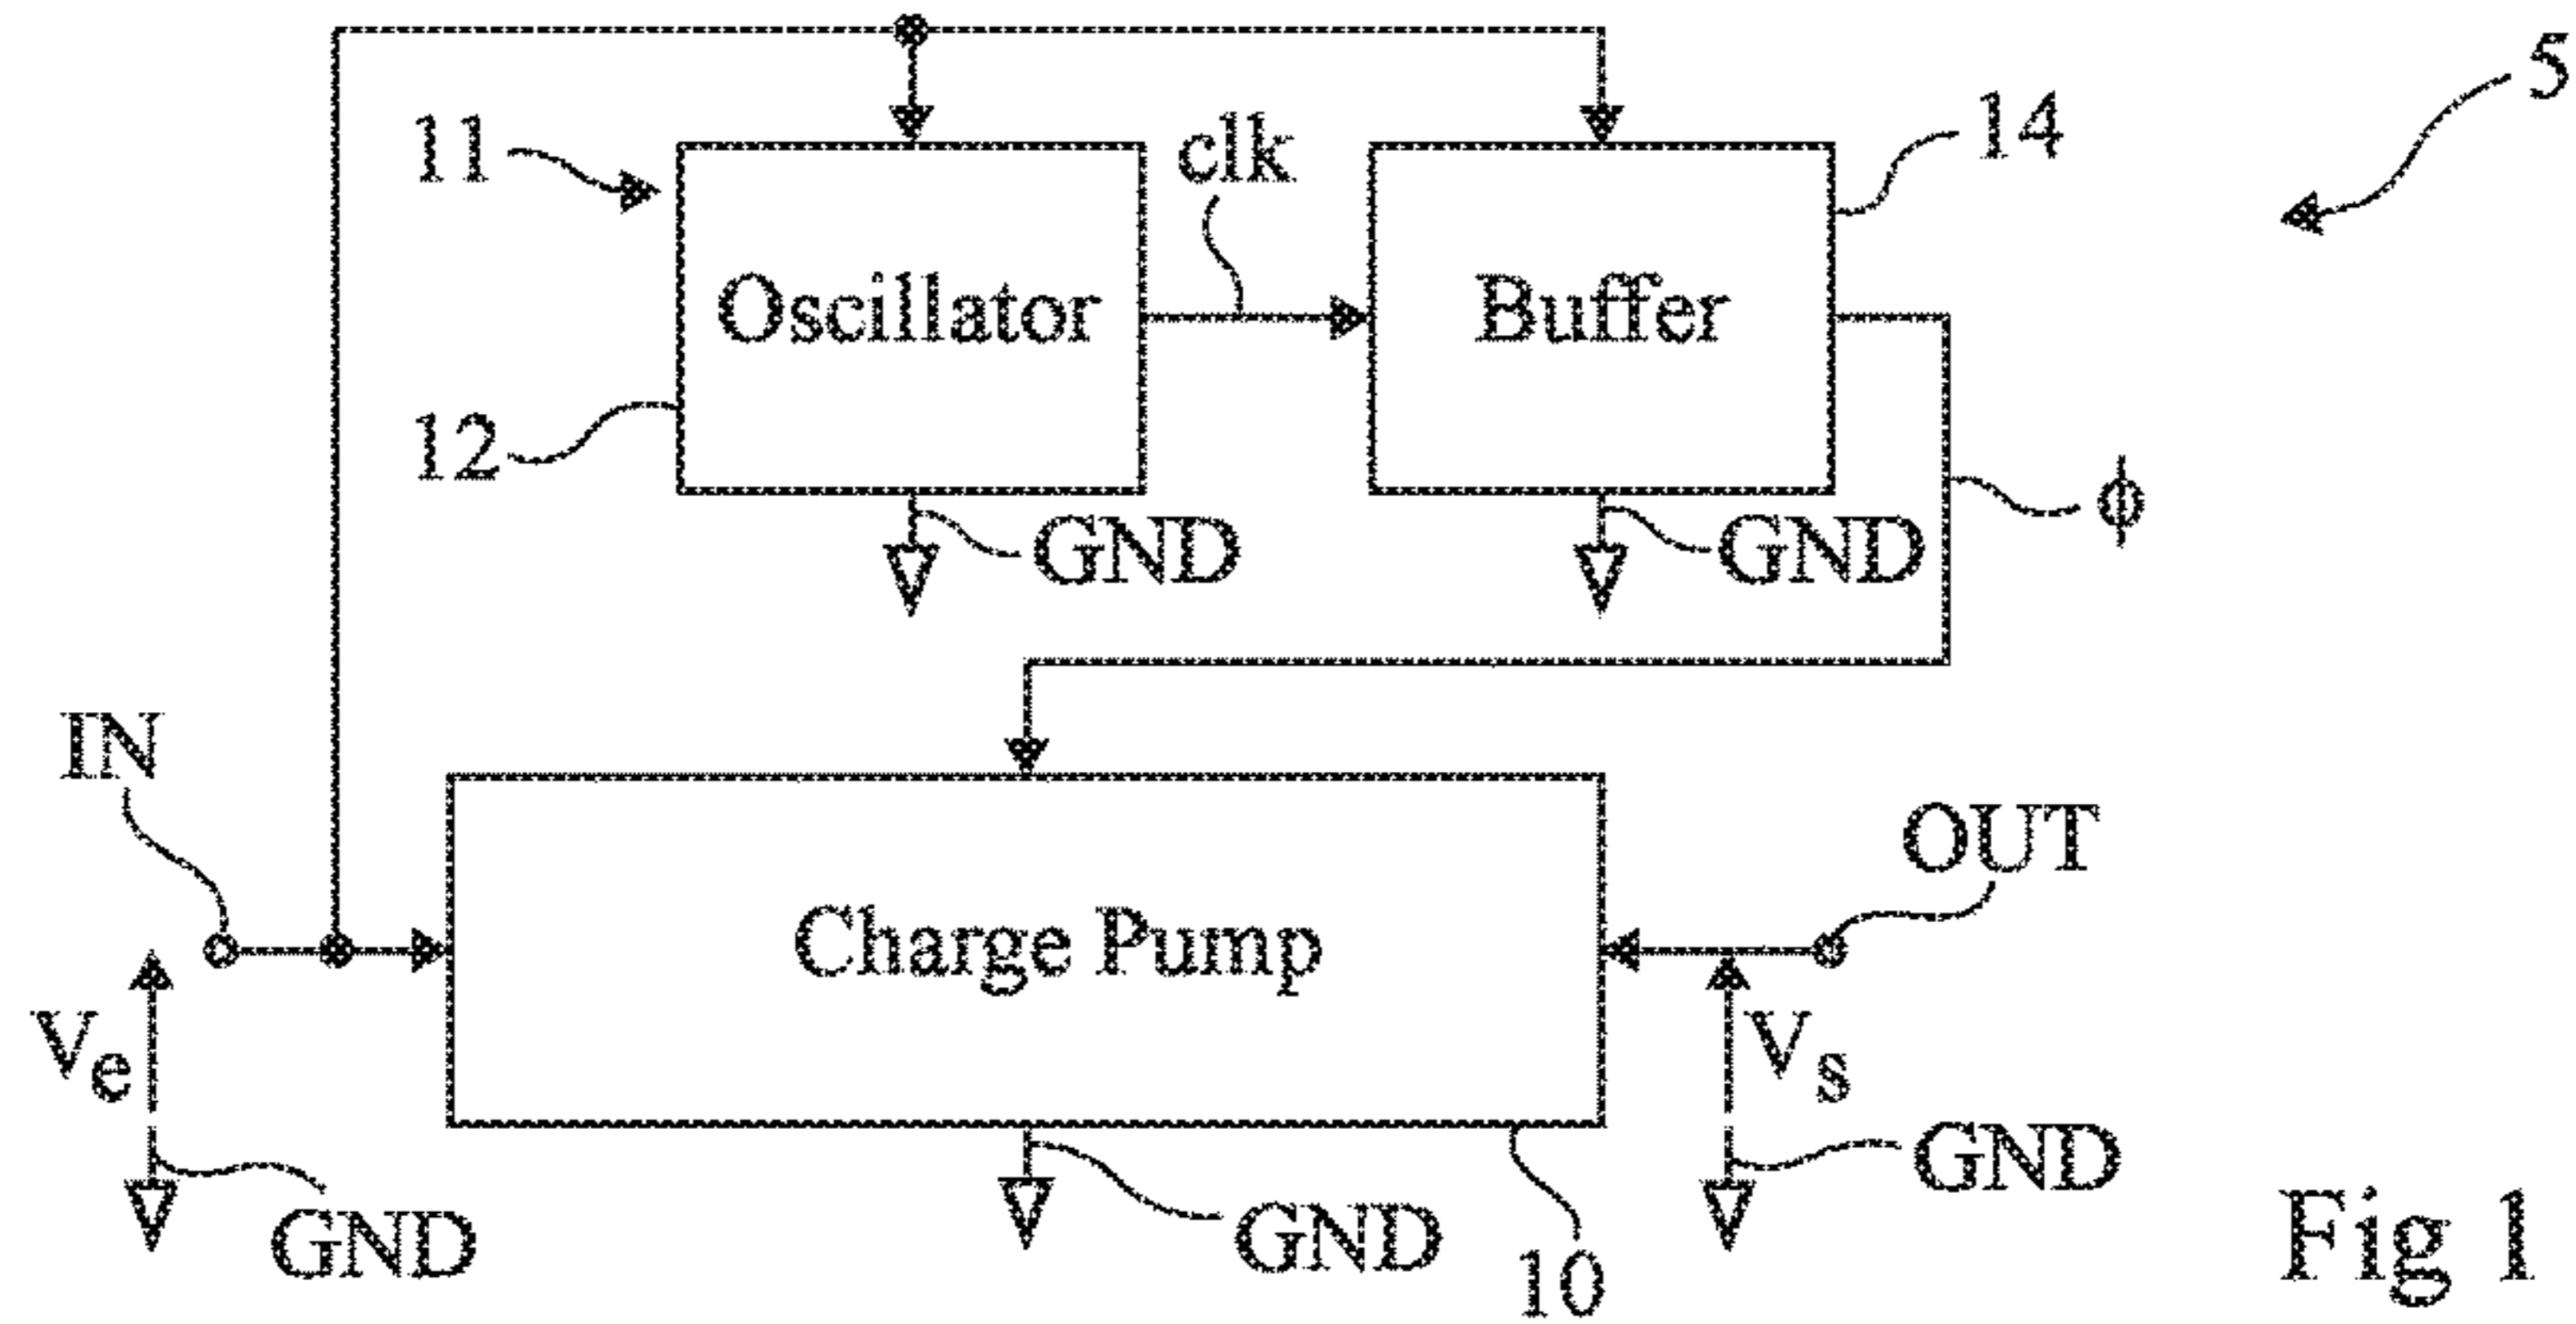 5
11
clk
14
Oscillator
Buffer
12
GND
GND
ϕ
IN
OUT
Charge Pump
Ve
Vs
GND
GND
GND
10
Fig 1